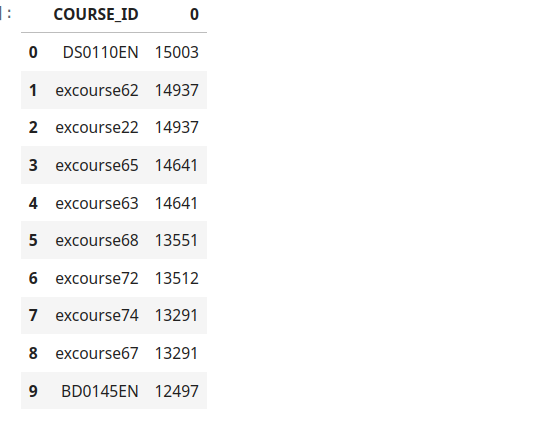 ]:
COURSE_ID 0
0 DS0110EN 15003
1 excourse62 14937
2 excourse22 14937
3 excourse65 14641
4 excourse63 14641
5 excourse68 13551
6 excourse72 13512
7 excourse74 13291
8 excourse67 13291
9 BD0145EN 12497